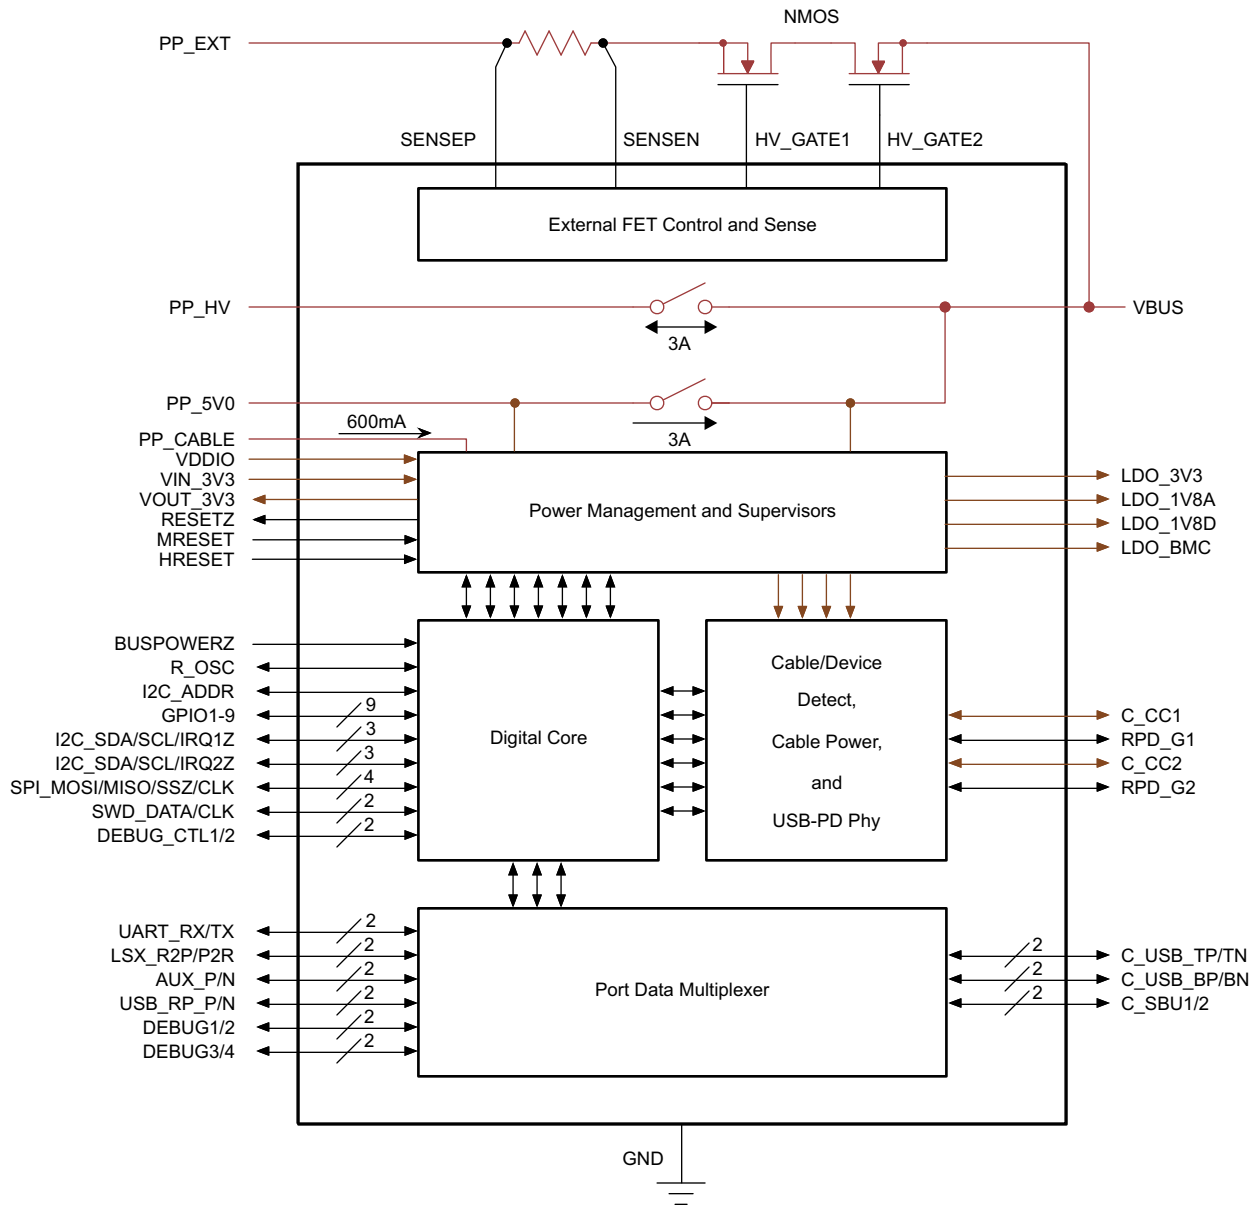 NMOS
PP_EXT
SENSEP
SENSEN
HV_GATE1
HV_GATE2
External FET Control and Sense
PP_HV
VBUS
3A
PP_5V0
600mA
3A
PP_CABLE
VDDIO
VIN_3V3
VOUT_3V3
RESETZ
MRESET
HRESET
Power Management and Supervisors
LDO_3V3
LDO_1V8A
LDO_1V8D
LDO_BMC
BUSPOWERZ
R_OSC
I2C_ADDR
GPIO1-9
9
I2C_SDA/SCL/IRQ1Z
3
I2C_SDA/SCL/IRQ2Z
3
SPI_MOSI/MISO/SSZ/CLK
4
SWD_DATA/CLK
2
DEBUG_CTL1/2
2
Digital Core
Cable/Device
Detect,
Cable Power,
and
USB-PD Phy
C_CC1
RPD_G1
C_CC2
RPD_G2
UART_RX/TX
2
LSX_R2P/P2R
2
AUX_P/N
2
USB_RP_P/N
2
DEBUG1/2
2
DEBUG3/4
2
Port Data Multiplexer
2
C_USB_TP/TN
2
C_USB_BP/BN
2
C_SBU1/2
GND